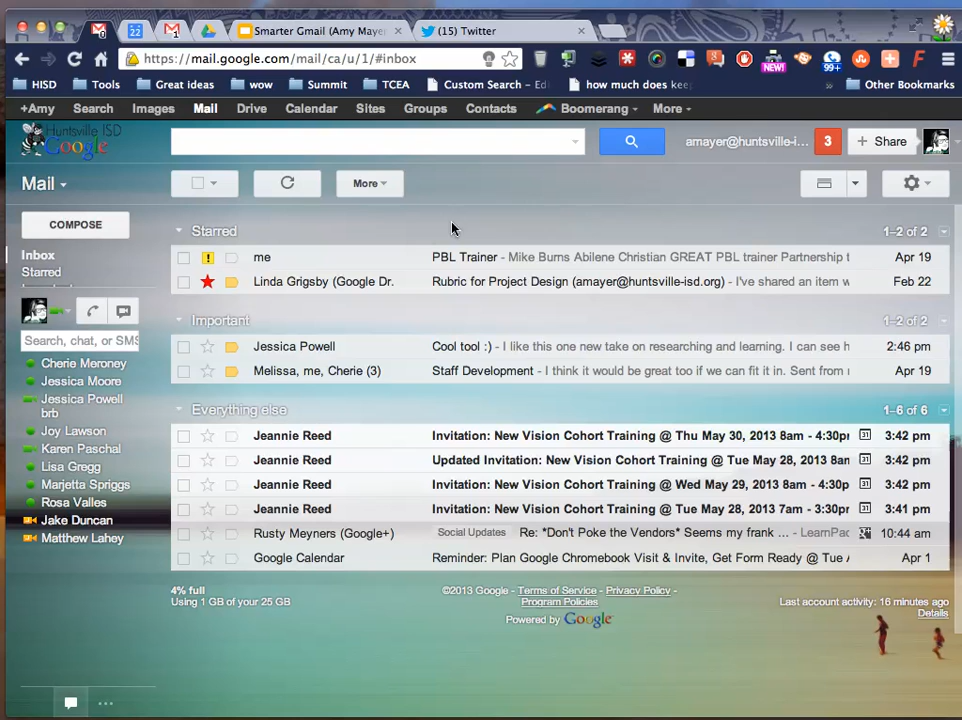 Smarter Gmail (Amy Mayer
(15) Twitter
https://mail.google.com/mail/ca/u/1/#inbox
NEW! 99+
HISD Tools Great ideas wow Summit TCEA Custom Search - Ed how much does keep Other Bookmarks
+Amy Search Images Mail Drive Calendar Sites Groups Contacts Boomerang More
Huntsville ISD
Google
amayer@huntsville-i... 3 + Share
Mail
More
COMPOSE
Inbox
Starred
Search, chat, or SMS
Cherie Meroney
Jessica Moore
Jessica Powell
brb
Joy Lawson
Karen Paschal
Lisa Gregg
Marjetta Spriggs
Rosa Valles
Jake Duncan
Matthew Lahey
Starred 1–2 of 2
me PBL Trainer - Mike Burns Abilene Christian GREAT PBL trainer Partnership t Apr 19
Linda Grigsby (Google Dr. Rubric for Project Design (amayer@huntsville-isd.org) - I've shared an item w Feb 22
Important 1–2 of 2
Jessica Powell Cool tool :) - I like this one new take on researching and learning. I can see h 2:46 pm
Melissa, me, Cherie (3) Staff Development - I think it would be great too if we can fit it in. Sent from Apr 19
Everything else 1–6 of 6
Jeannie Reed Invitation: New Vision Cohort Training @ Thu May 30, 2013 8am - 4:30p 31 3:42 pm
Jeannie Reed Updated Invitation: New Vision Cohort Training @ Tue May 28, 2013 8a 31 3:42 pm
Jeannie Reed Invitation: New Vision Cohort Training @ Wed May 29, 2013 8am - 4:30p 31 3:42 pm
Jeannie Reed Invitation: New Vision Cohort Training @ Tue May 28, 2013 7am - 3:30p 31 3:41 pm
Rusty Meyners (Google+) Social Updates Re: *Don't Poke the Vendors* Seems my frank ... - LearnPad 10:44 am
Google Calendar Reminder: Plan Google Chromebook Visit & Invite, Get Form Ready @ Tue Apr 1
4% full
Using 1 GB of your 25 GB
©2013 Google - Terms of Service - Privacy Policy -
Program Policies
Powered by Google
Last account activity: 16 minutes ago
Details